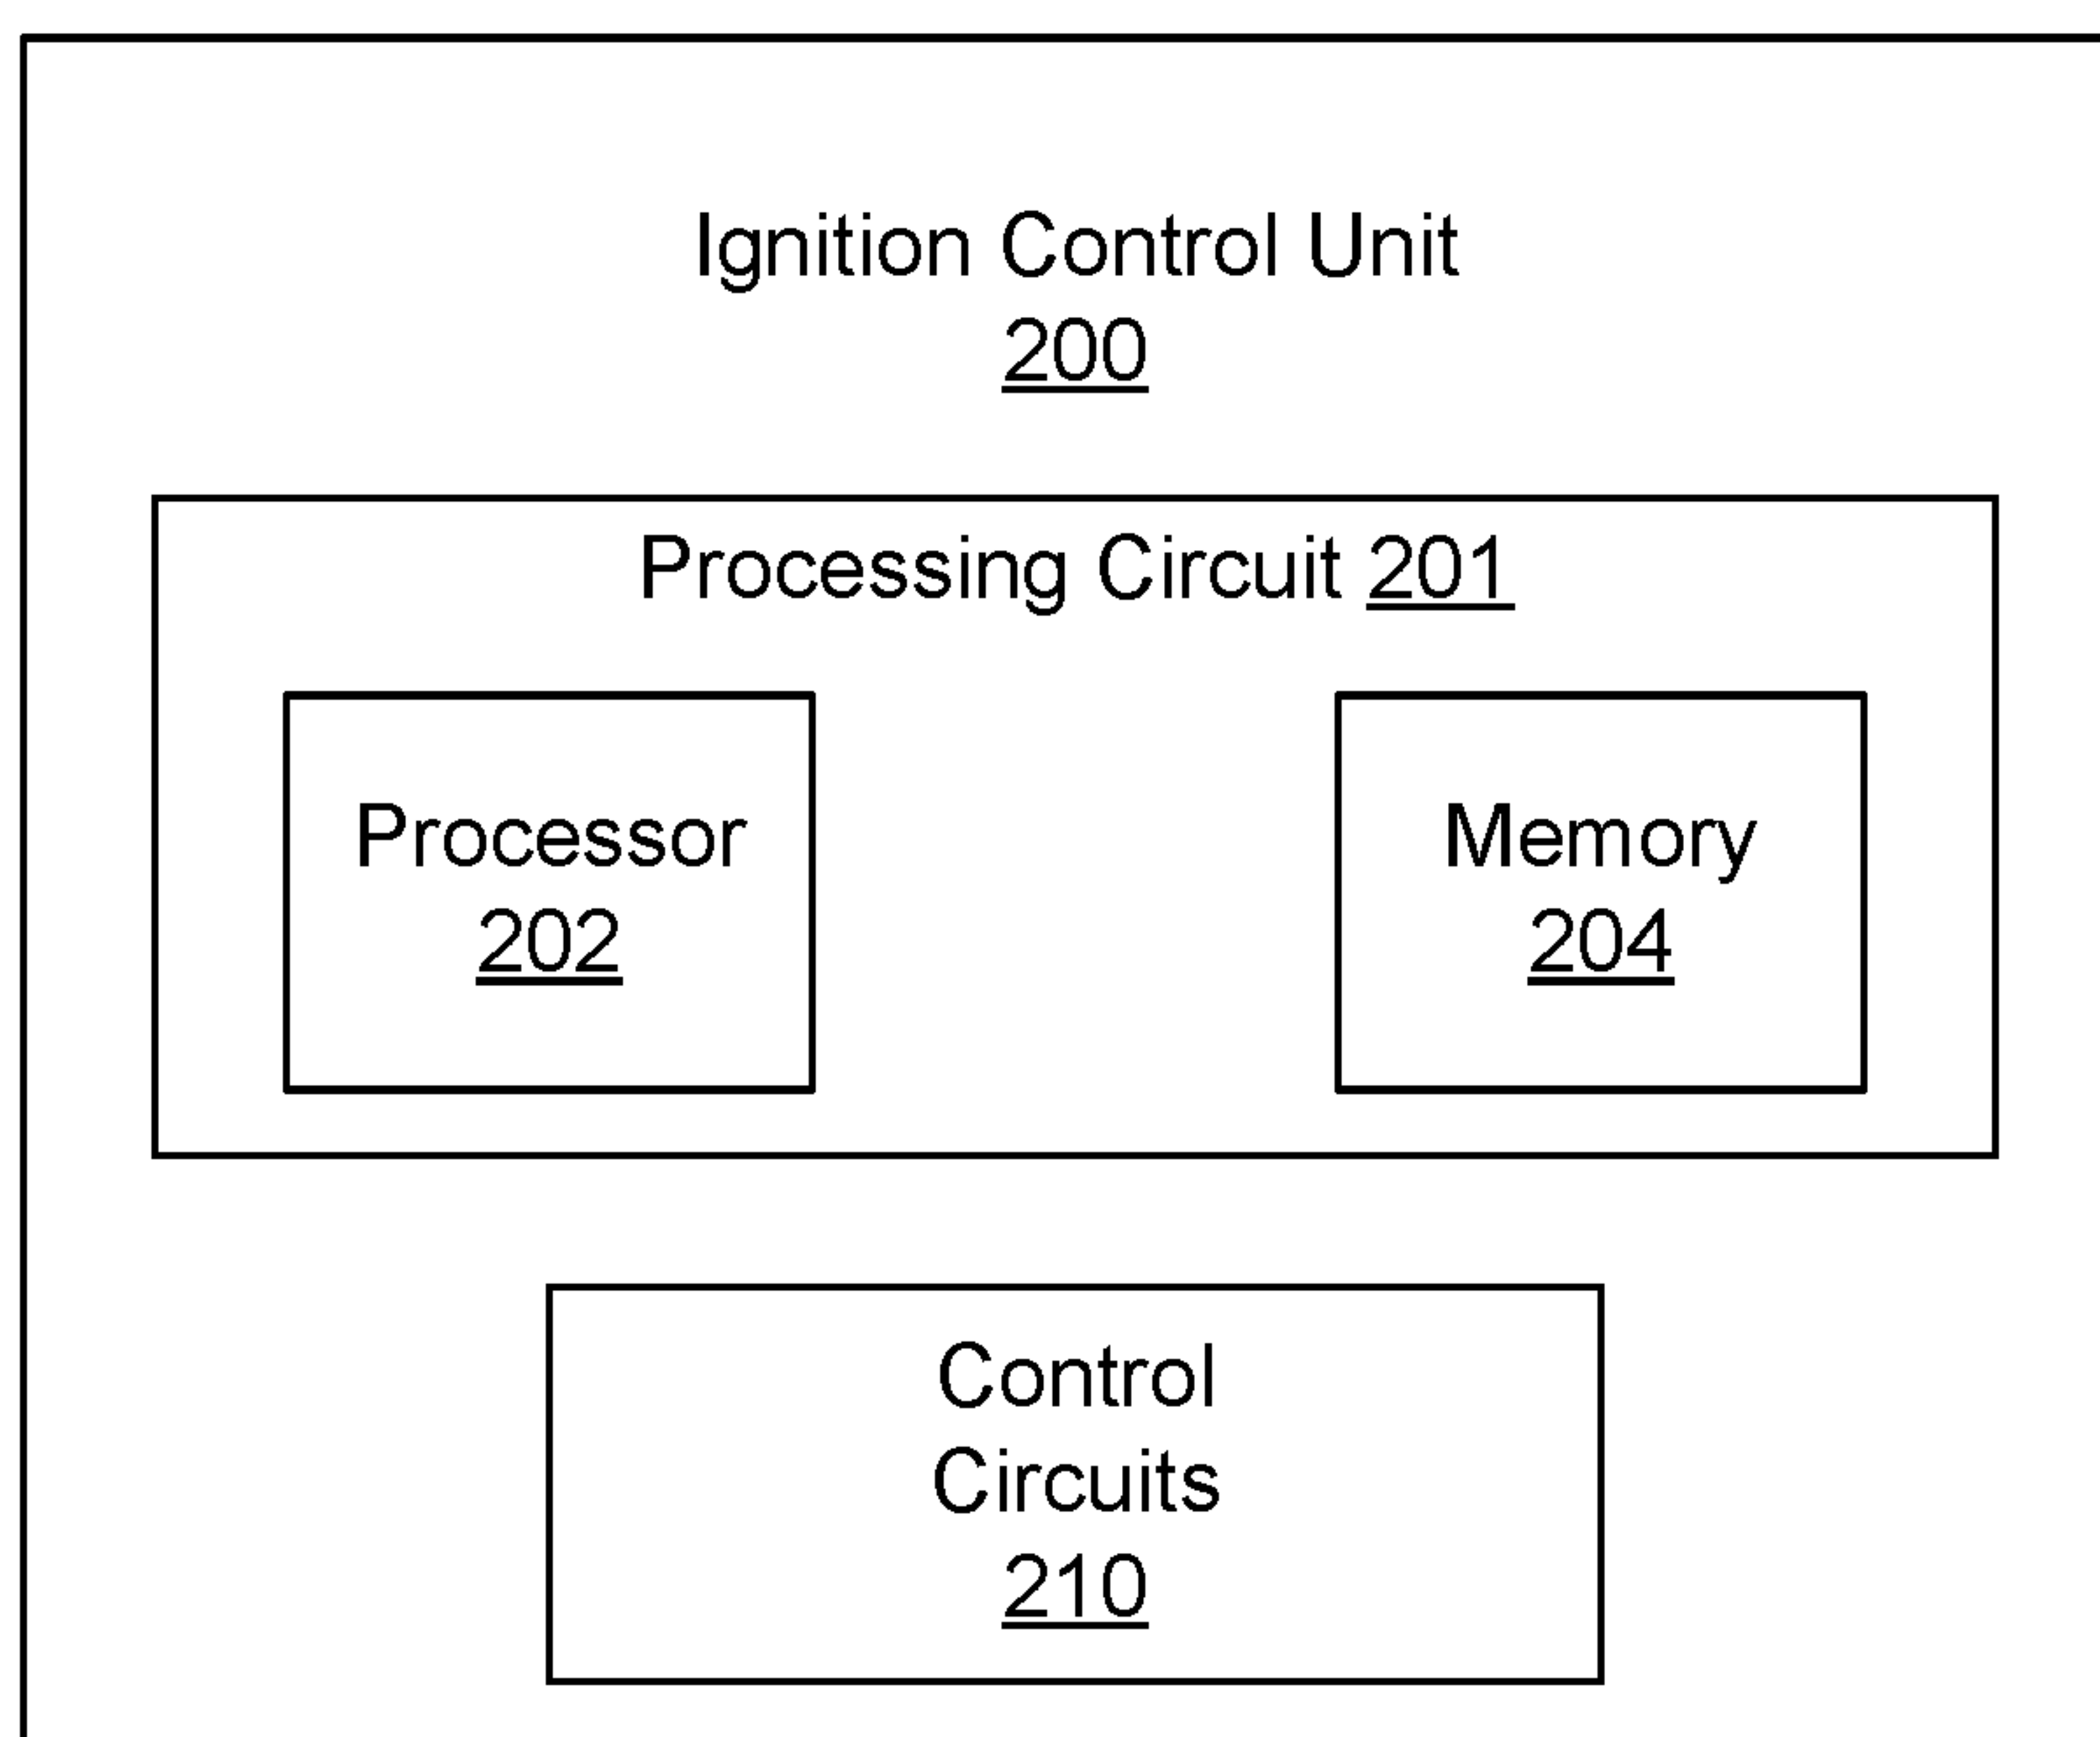 Ignition Control Unit
200
Processing Circuit 201
Processor
202
Memory
204
Control
Circuits
210